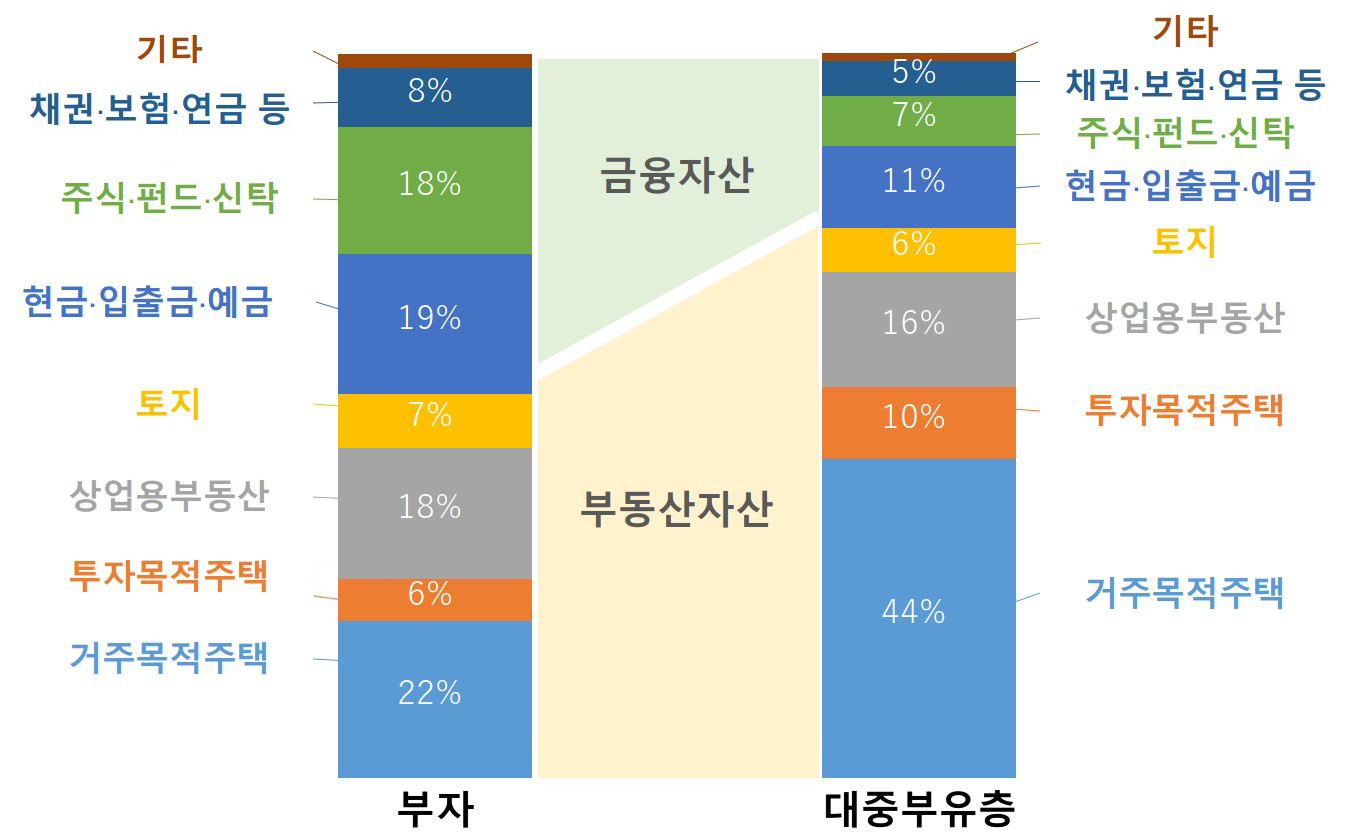 기타
채권·보험·연금 등
주식·펀드·신탁
현금·입출금·예금
토지
상업용부동산
투자목적주택
거주목적주택
8%
18%
19%
7%
18%
6%
22%
부자
금융자산
부동산자산
5%
7%
11%
6%
16%
10%
44%
대중부유층
기타
채권·보험·연금 등
주식·펀드·신탁
현금·입출금·예금
토지
상업용부동산
투자목적주택
거주목적주택